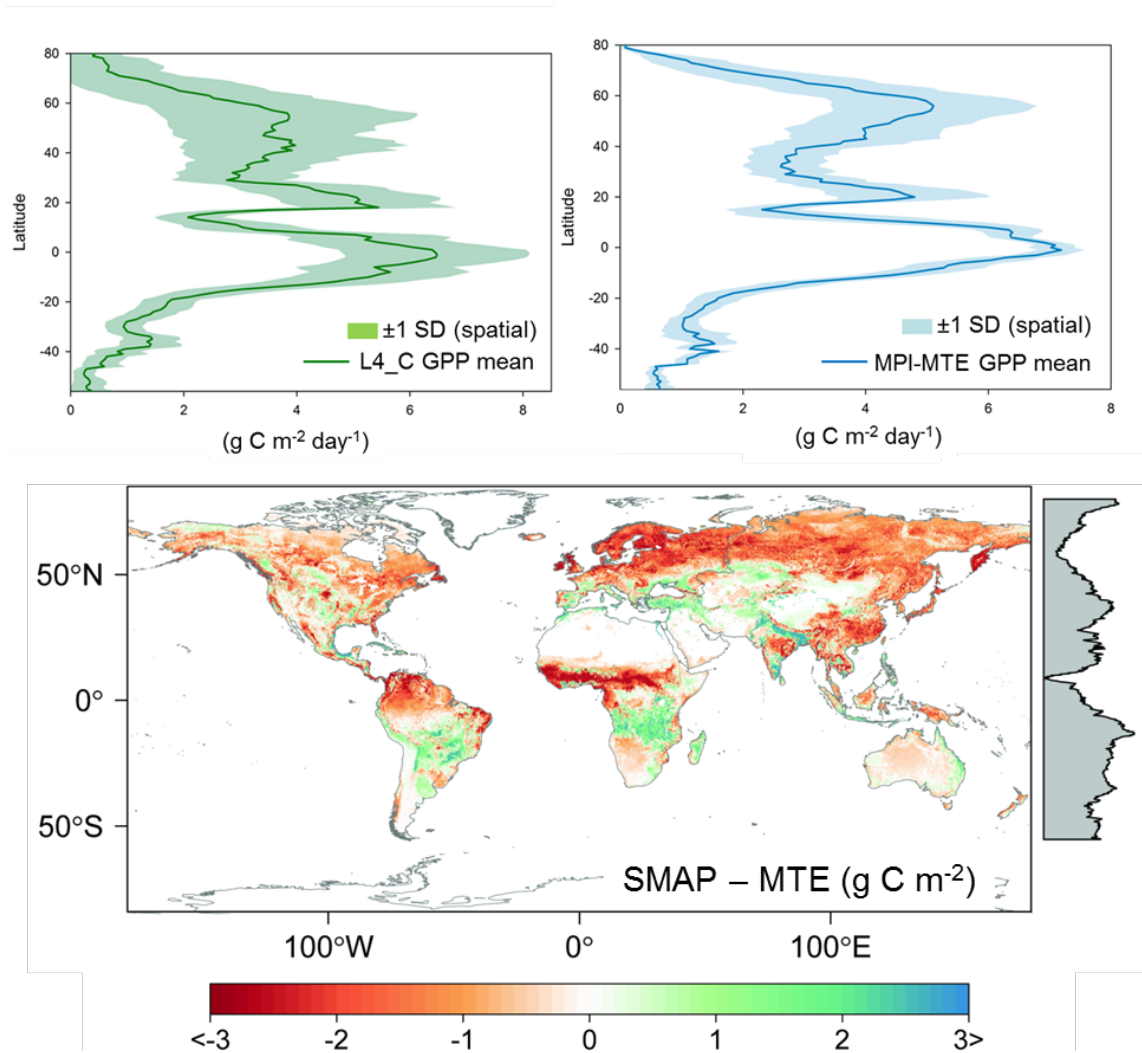 80
60
40
20
0
-20
-40
Latitude
±1 SD (spatial)
L4_C GPP mean
0 2 4 6 8
(g C m-2 day-1)
80
60
40
20
0
-20
-40
Latitude
±1 SD (spatial)
MPI-MTE GPP mean
0 2 4 6 8
(g C m-2 day-1)
50°N
0°
50°S
SMAP – MTE (g C m-2)
100°W 0° 100°E
<-3 -2 -1 0 1 2 3>